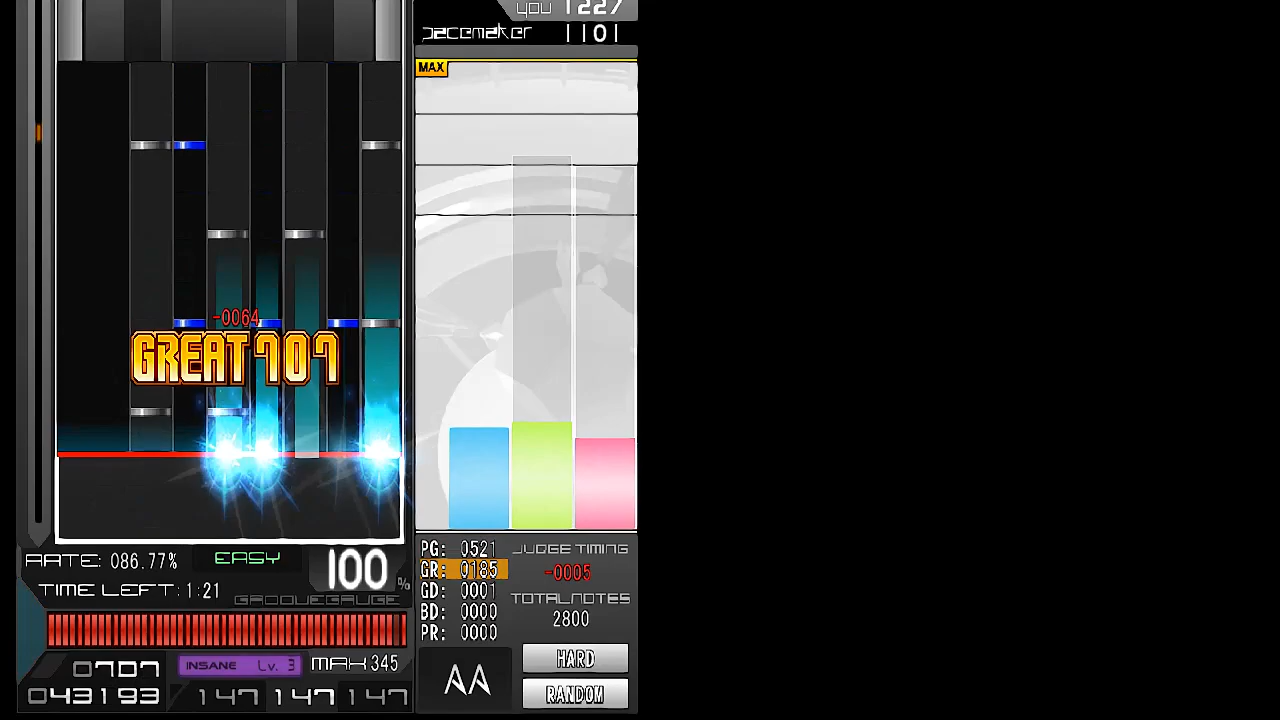 YOU 1227
pacemaker 1101
MAX
-0064
GREAT 707
RATE: 086.77%
EASY
100 %
TIME LEFT: 1:21
GROOVEGAUGE
0707
INSANE Lv. 3
MAX 345
043193
147 147 147
PG: 0521
GR: 0185
GD: 0001
BD: 0000
PR: 0000
JUDGE TIMING
-0005
TOTALNOTES
2800
AA
HARD
RANDOM